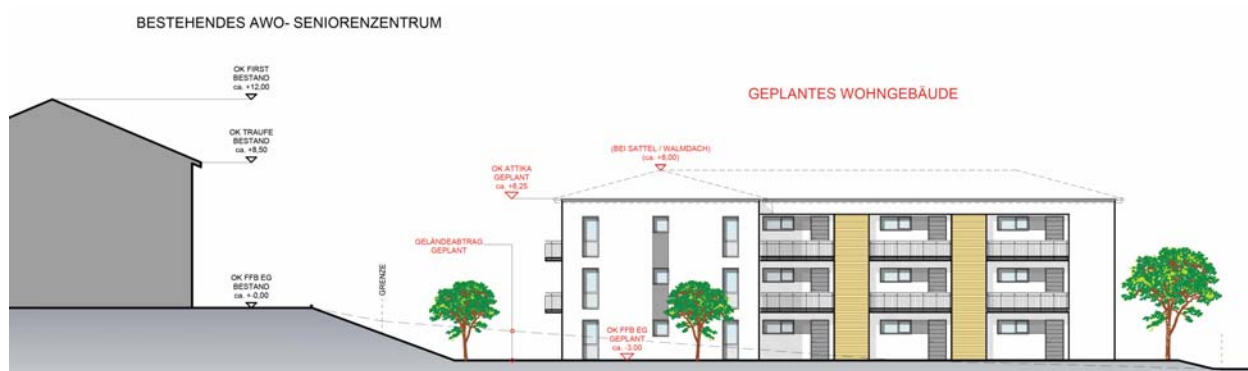 BESTEHENDES AWO- SENIORENZENTRUM
OK FIRST
BESTAND
ca. +12,00
GEPLANTES WOHNGEBÄUDE
OK TRAUFE
BESTAND
ca. +8,50
(BEI SATTEL / WALMDACH)
(ca. +8,00)
OK ATTIKA
GEPLANT
ca. +6,25
GELÄNDEABTRAG
GEPLANT
GRENZE
OK FFB EG
BESTAND
ca. +-0,00
OK FFB EG
GEPLANT
ca. -3,00